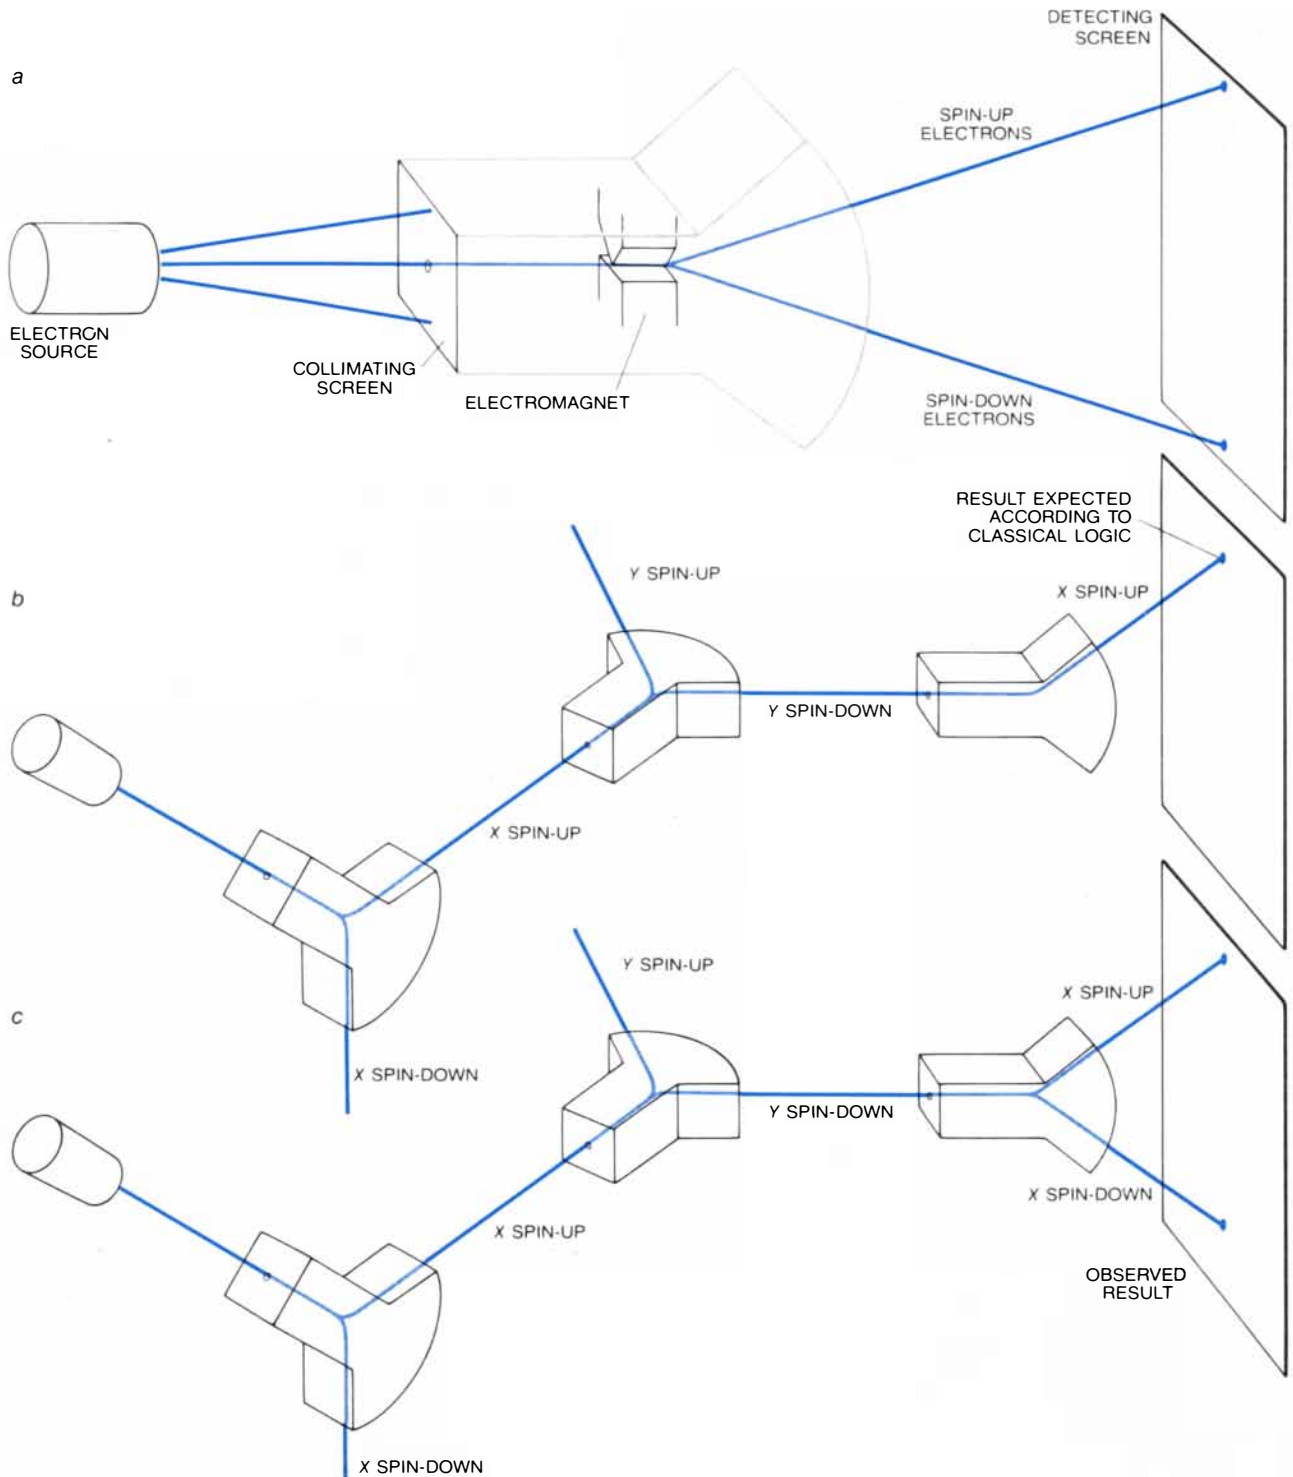 DETECTING
SCREEN
a
SPIN-UP
ELECTRONS
ELECTRON
SOURCE
COLLIMATING
SCREEN
ELECTROMAGNET
SPIN-DOWN
ELECTRONS
RESULT EXPECTED
ACCORDING TO
CLASSICAL LOGIC
b
Y SPIN-UP
X SPIN-UP
Y SPIN-DOWN
X SPIN-UP
X SPIN-DOWN
c
Y SPIN-UP
X SPIN-UP
Y SPIN-DOWN
X SPIN-DOWN
X SPIN-UP
OBSERVED
RESULT
X SPIN-DOWN